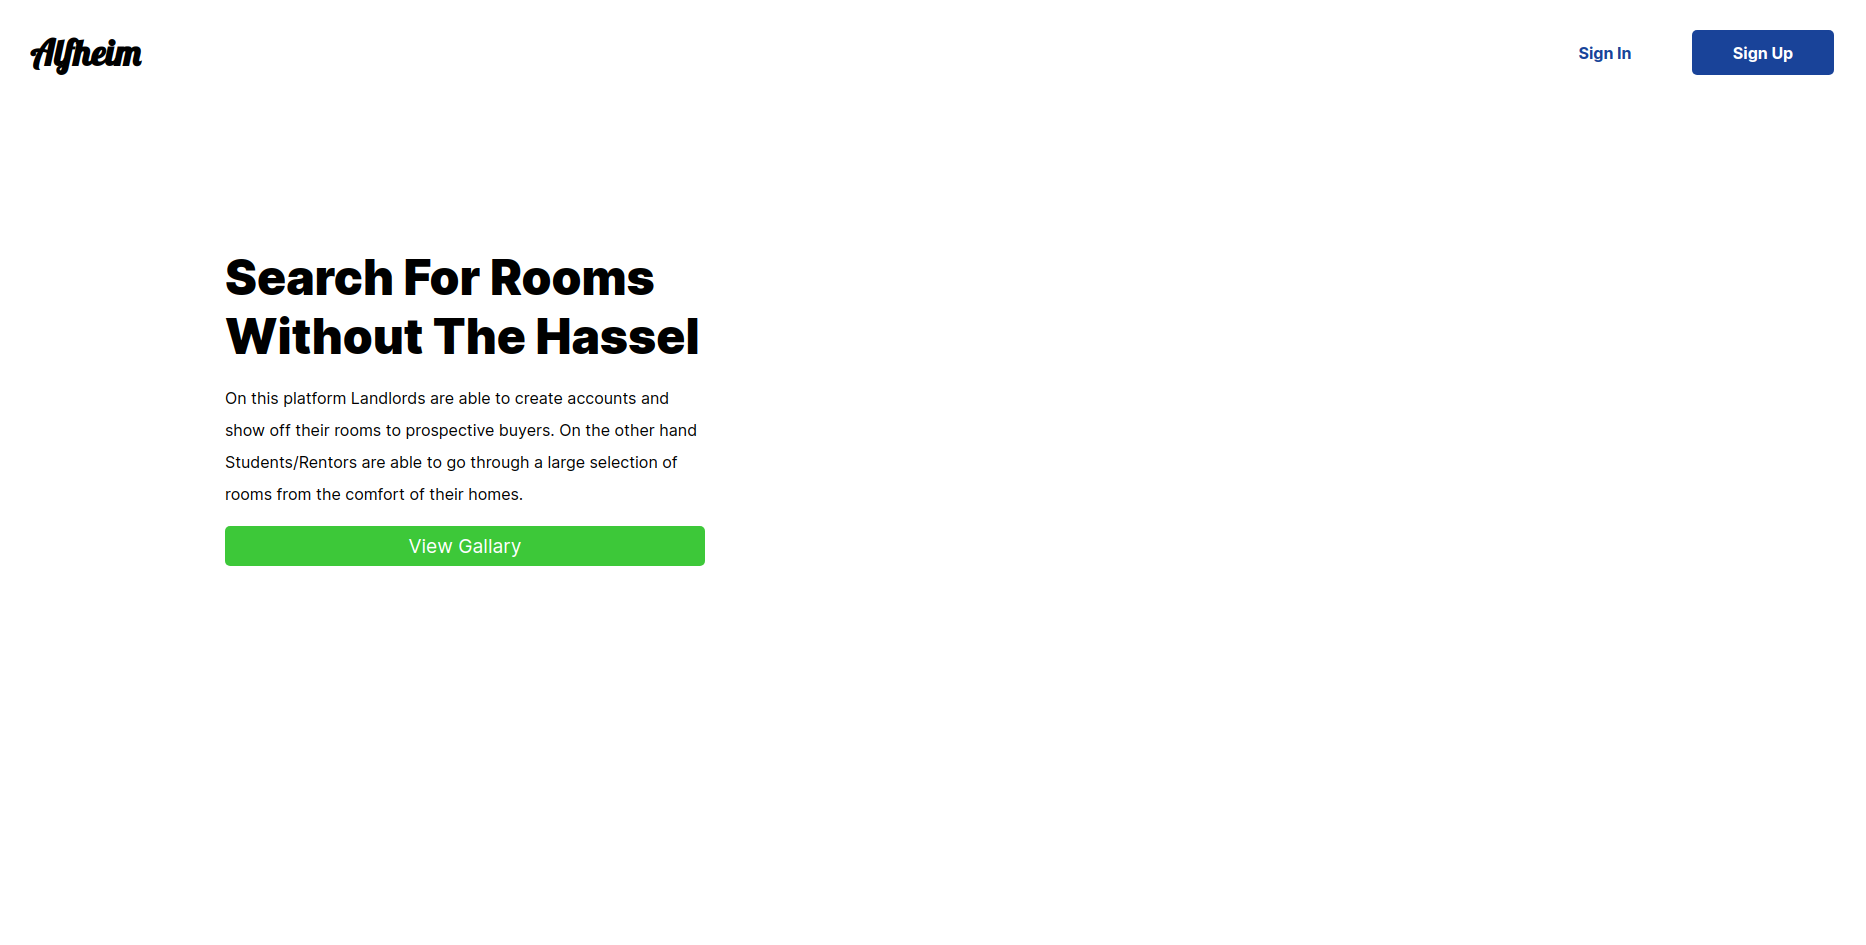 Alfheim
Sign In
Sign Up
Search For Rooms
Without The Hassel
On this platform Landlords are able to create accounts and
show off their rooms to prospective buyers. On the other hand
Students/Rentors are able to go through a large selection of
rooms from the comfort of their homes.
View Gallary